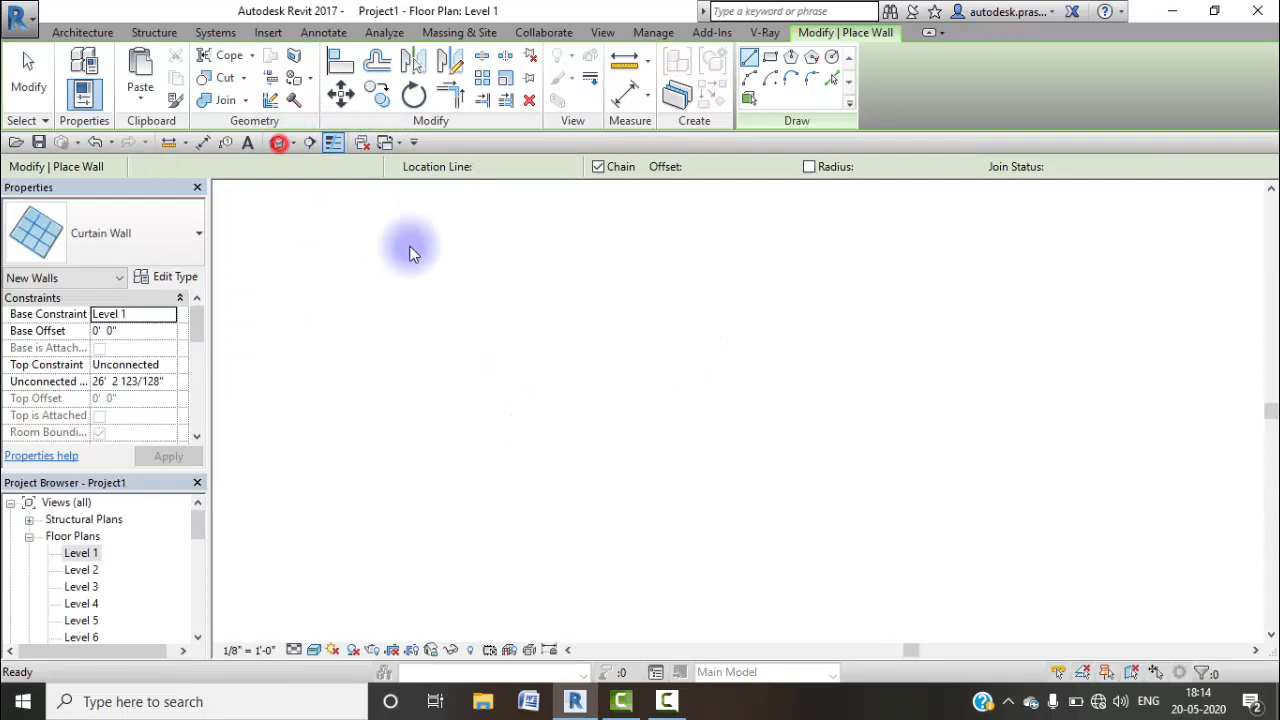 Autodesk Revit 2017 - Project1 - Floor Plan: Level 1
Type a keyword or phrase
autodesk.pras...
Architecture Structure Systems Insert Annotate Analyze Massing & Site Collaborate View Manage Add-Ins V-Ray Modify | Place Wall
Modify
Paste
Cope
Cut
Join
Select Properties Clipboard Geometry Modify View Measure Create Draw
Modify | Place Wall
Location Line:
Chain
Offset:
Radius:
Join Status:
Properties
Curtain Wall
New Walls
Edit Type
Constraints
Base Constraint Level 1
Base Offset 0' 0"
Base is Attach...
Top Constraint Unconnected
Unconnected ... 26' 2 123/128"
Top Offset 0' 0"
Top is Attached
Room Boundi...
Properties help
Apply
Project Browser - Project1
Views (all)
Structural Plans
Floor Plans
Level 1
Level 2
Level 3
Level 4
Level 5
Level 6
1/8" = 1'-0"
Ready
:0
Main Model
:0
Type here to search
ENG
18:14
20-05-2020
2